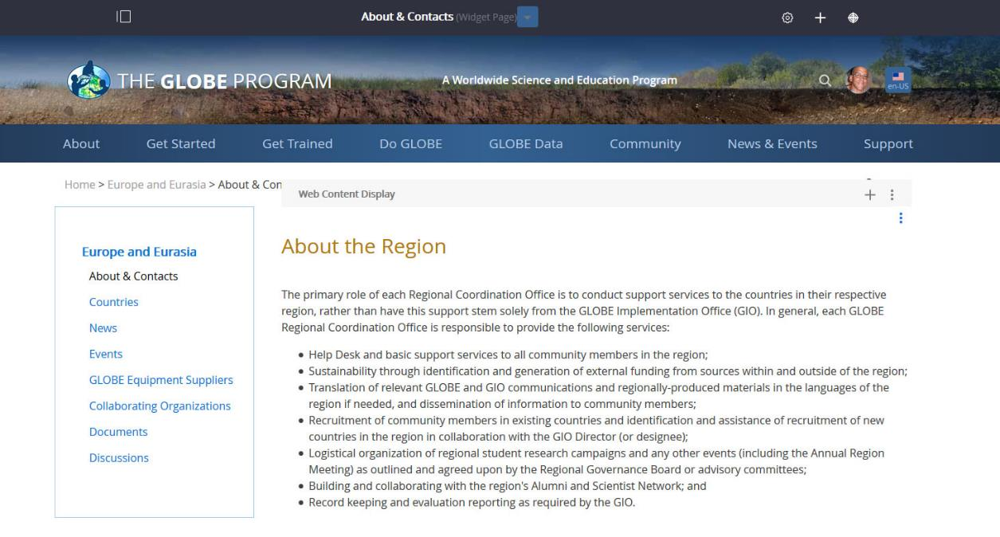 About & Contacts (Widget Page)
THE GLOBE PROGRAM
A Worldwide Science and Education Program
en-US
About Get Started Get Trained Do GLOBE GLOBE Data Community News & Events Support
Home > Europe and Eurasia > About & Con
Web Content Display
Europe and Eurasia
About & Contacts
Countries
News
Events
GLOBE Equipment Suppliers
Collaborating Organizations
Documents
Discussions
About the Region
The primary role of each Regional Coordination Office is to conduct support services to the countries in their respective
region, rather than have this support stem solely from the GLOBE Implementation Office (GIO). In general, each GLOBE
Regional Coordination Office is responsible to provide the following services:
• Help Desk and basic support services to all community members in the region;
• Sustainability through identification and generation of external funding from sources within and outside of the region;
• Translation of relevant GLOBE and GIO communications and regionally-produced materials in the languages of the
region if needed, and dissemination of information to community members;
• Recruitment of community members in existing countries and identification and assistance of recruitment of new
countries in the region in collaboration with the GIO Director (or designee);
• Logistical organization of regional student research campaigns and any other events (including the Annual Region
Meeting) as outlined and agreed upon by the Regional Governance Board or advisory committees;
• Building and collaborating with the region's Alumni and Scientist Network; and
• Record keeping and evaluation reporting as required by the GIO.